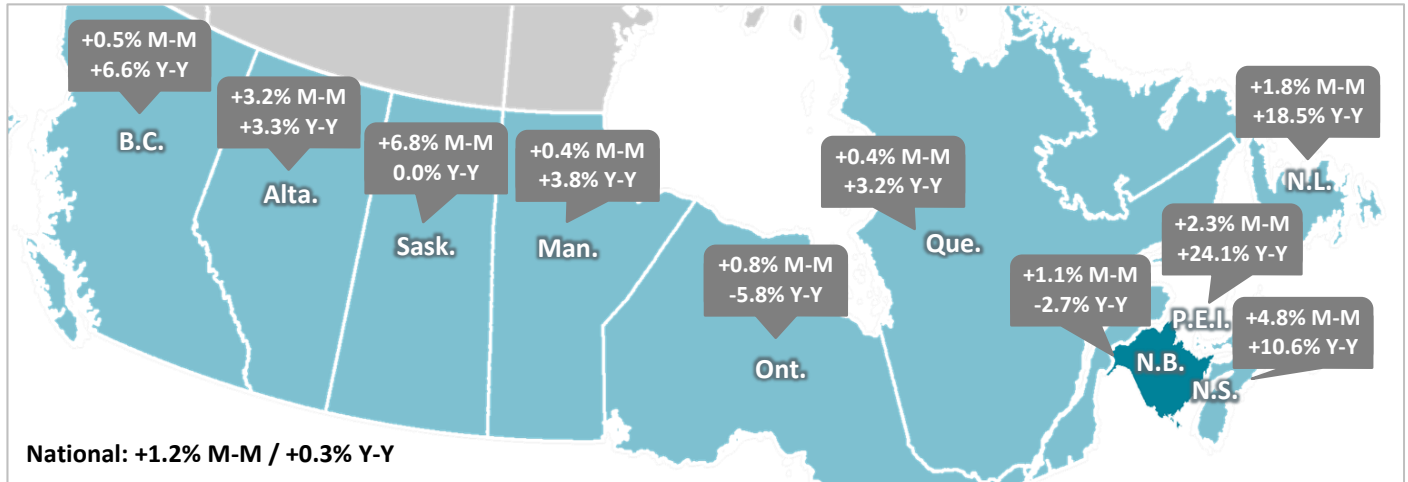 +0.5% M-M
+6.6% Y-Y
B.C.
+3.2% M-M
+3.3% Y-Y
Alta.
+6.8% M-M
0.0% Y-Y
Sask.
+0.4% M-M
+3.8% Y-Y
Man.
+0.8% M-M
-5.8% Y-Y
Ont.
+0.4% M-M
+3.2% Y-Y
Que.
+1.8% M-M
+18.5% Y-Y
N.L.
+2.3% M-M
+24.1% Y-Y
P.E.I.
+1.1% M-M
-2.7% Y-Y
N.B.
+4.8% M-M
+10.6% Y-Y
N.S.
National: +1.2% M-M / +0.3% Y-Y